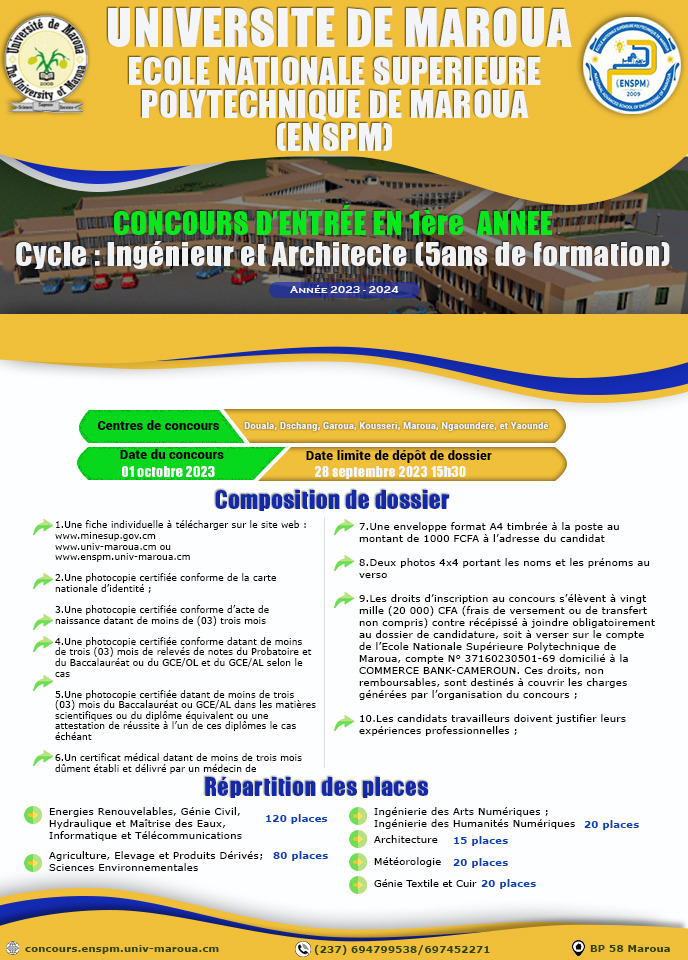 UNIVERSITE DE MAROUA
ECOLE NATIONALE SUPERIEURE
POLYTECHNIQUE DE MAROUA
(ENSPM)
Université de Maroua
The University of Maroua
2008
(ENSPM)
2009
NATIONAL ADVANCED SCHOOL OF ENGINEERING OF MAROUA
CONCOURS D'ENTRÉE EN 1ère ANNEE
Cycle : Ingénieur et Architecte (5ans de formation)
Année 2023 - 2024
Centres de concours
Douala, Dschang, Garoua, Kousseri, Maroua, Ngaoundéré, et Yaoundé
Date du concours
01 octobre 2023
Date limite de dépôt de dossier
28 septembre 2023 15h30
Composition de dossier
1.Une fiche individuelle à télécharger sur le site web :
www.minesup.gov.cm
www.univ-maroua.cm ou
www.enspm.univ-maroua.cm
2.Une photocopie certifiée conforme de la carte
nationale d'identité ;
3.Une photocopie certifiée conforme d'acte de
naissance datant de moins de (03) trois mois
4.Une photocopie certifiée conforme datant de moins
de trois (03) mois de relevés de notes du Probatoire et
du Baccalauréat ou du GCE/OL et du GCE/AL selon le
cas
5.Une photocopie certifiée datant de moins de trois
(03) mois du Baccalauréat ou GCE/AL dans les matières
scientifiques ou du diplôme équivalent ou une
attestation de réussite à l'un de ces diplômes le cas
échéant
6.Un certificat médical datant de moins de trois mois
dûment établi et délivré par un médecin de
7.Une enveloppe format A4 timbrée à la poste au
montant de 1000 FCFA à l'adresse du candidat
8.Deux photos 4x4 portant les noms et les prénoms au
verso
9.Les droits d'inscription au concours s'élèvent à vingt
mille (20 000) CFA (frais de versement ou de transfert
non compris) contre récépissé à joindre obligatoirement
au dossier de candidature, soit à verser sur le compte
de l'Ecole Nationale Supérieure Polytechnique de
Maroua, compte N° 37160230501-69 domicilié à la
COMMERCE BANK-CAMEROUN. Ces droits, non
remboursables, sont destinés à couvrir les charges
générées par l'organisation du concours ;
10.Les candidats travailleurs doivent justifier leurs
expériences professionnelles ;
Répartition des places
Energies Renouvelables, Génie Civil,
Hydraulique et Maîtrise des Eaux,
Informatique et Télécommunications
120 places
Agriculture, Elevage et Produits Dérivés;
Sciences Environnementales
80 places
Ingénierie des Arts Numériques ;
Ingénierie des Humanités Numériques
20 places
Architecture
15 places
Météorologie
20 places
Génie Textile et Cuir
20 places
concours.enspm.univ-maroua.cm
(237) 694799538/697452271
BP 58 Maroua